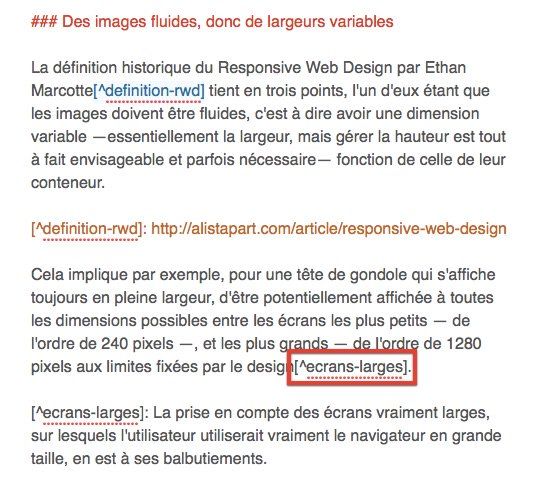 ### Des images fluides, donc de largeurs variables
La définition historique du Responsive Web Design par Ethan
Marcotte[^definition-rwd] tient en trois points, l'un d'eux étant que
les images doivent être fluides, c'est à dire avoir une dimension
variable —essentiellement la largeur, mais gérer la hauteur est tout
à fait envisageable et parfois nécessaire— fonction de celle de leur
conteneur.
[^definition-rwd]: http://alistapart.com/article/responsive-web-design
Cela implique par exemple, pour une tête de gondole qui s'affiche
toujours en pleine largeur, d'être potentiellement affichée à toutes
les dimensions possibles entre les écrans les plus petits — de
l'ordre de 240 pixels —, et les plus grands — de l'ordre de 1280
pixels aux limites fixées par le design[^ecrans-larges].
[^ecrans-larges]: La prise en compte des écrans vraiment larges,
sur lesquels l'utilisateur utiliserait vraiment le navigateur en grande
taille, en est à ses balbutiements.